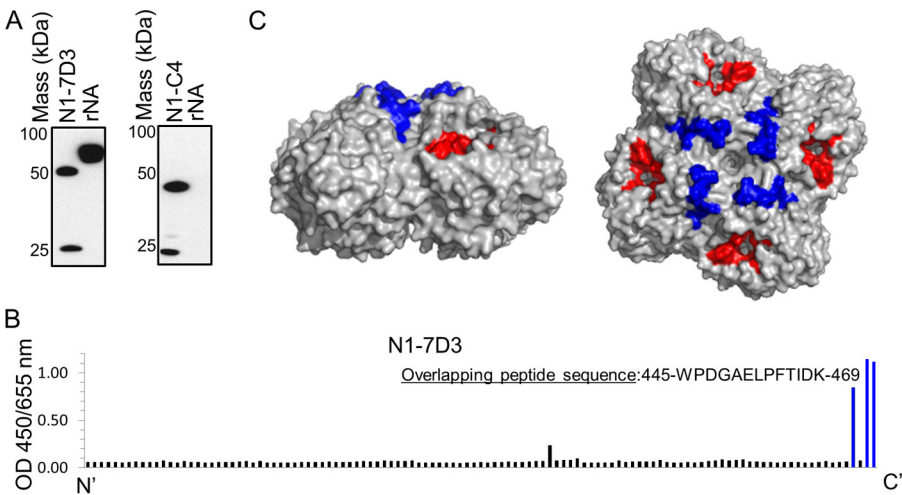 A
Mass (kDa)
N1-7D3
rNA
100
50
25
Mass (kDa)
N1-C4
rNA
100
50
25
C
B
N1-7D3
Overlapping peptide sequence:445-WPDGAELPFTIDK-469
OD 450/655 nm
1.00
0.50
0.00
N’
C’